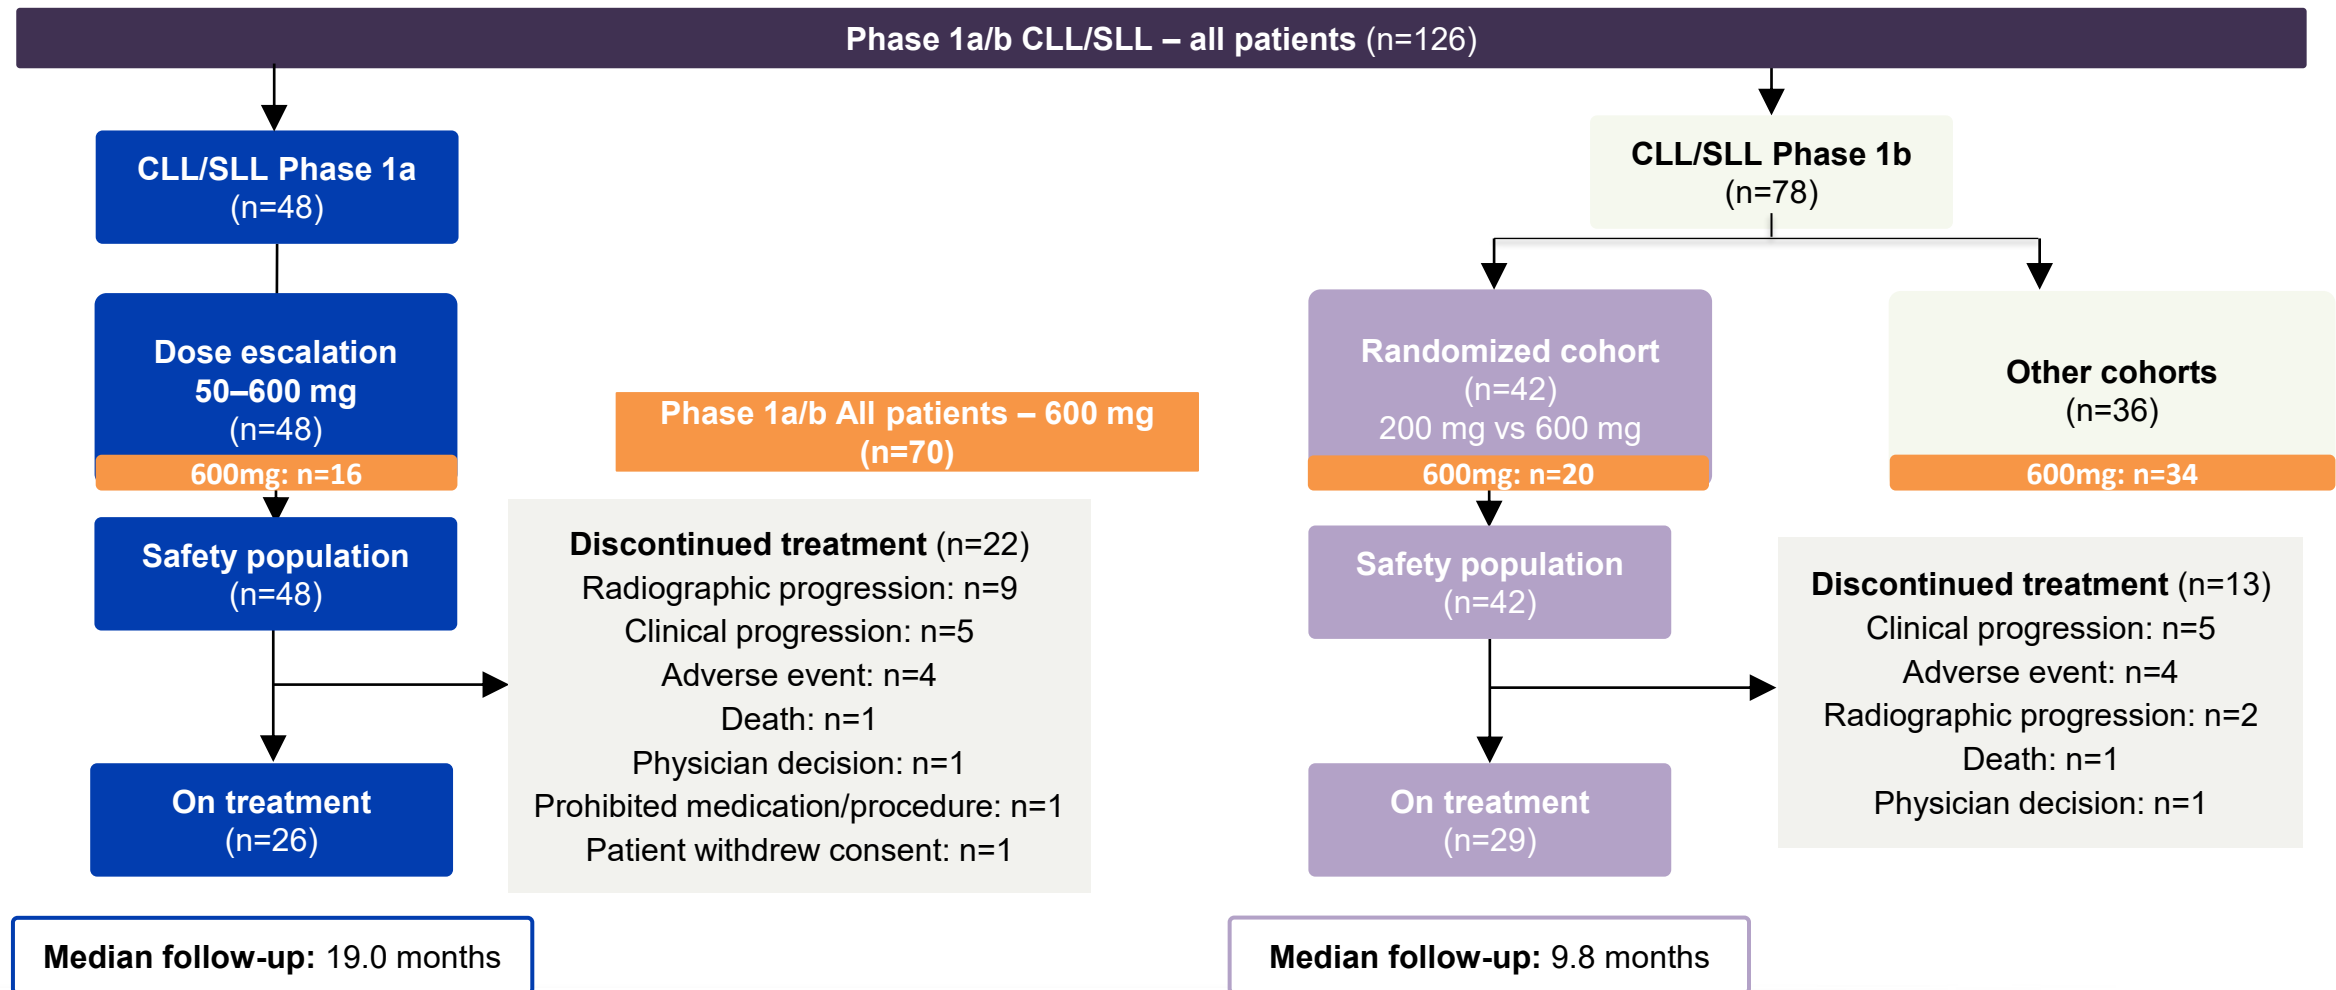 Phase 1a/b CLL/SLL – all patients (n=126)
CLL/SLL Phase 1a
(n=48)
Dose escalation
50–600 mg
(n=48)
600mg: n=16
Safety population
(n=48)
On treatment
(n=26)
Median follow-up: 19.0 months
Phase 1a/b All patients – 600 mg
(n=70)
Discontinued treatment (n=22)
Radiographic progression: n=9
Clinical progression: n=5
Adverse event: n=4
Death: n=1
Physician decision: n=1
Prohibited medication/procedure: n=1
Patient withdrew consent: n=1
CLL/SLL Phase 1b
(n=78)
Randomized cohort
(n=42)
200 mg vs 600 mg
600mg: n=20
Safety population
(n=42)
On treatment
(n=29)
Median follow-up: 9.8 months
Other cohorts
(n=36)
600mg: n=34
Discontinued treatment (n=13)
Clinical progression: n=5
Adverse event: n=4
Radiographic progression: n=2
Death: n=1
Physician decision: n=1